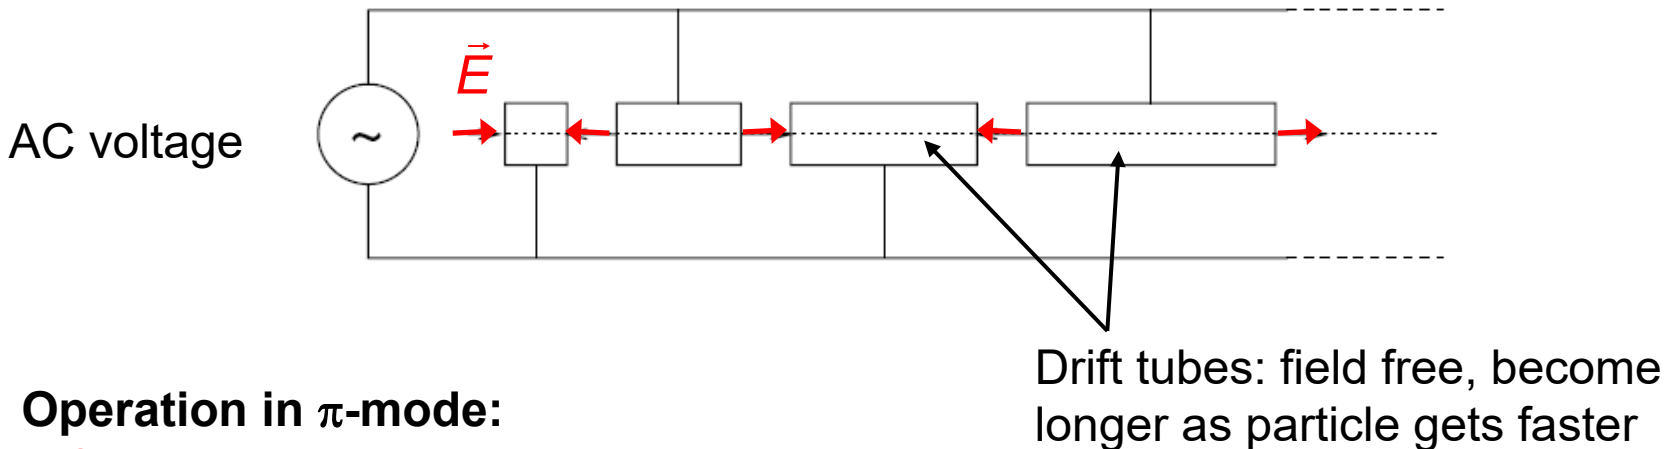 E⃗
AC voltage
~
Drift tubes: field free, become
longer as particle gets faster
Operation in π-mode: